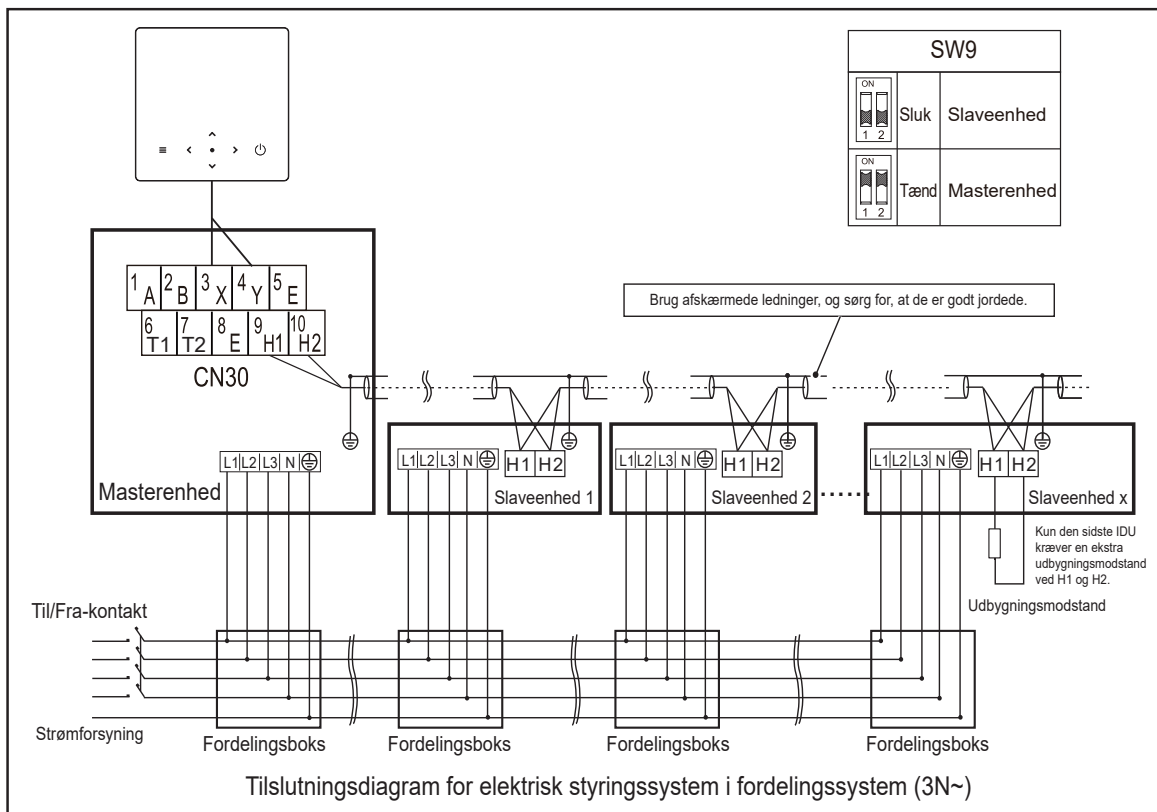 SW9
ON
1 2
Sluk
Slaveenhed
ON
1 2
Tænd
Masterenhed
1 A
2 B
3 X
4 Y
5 E
6 T1
7 T2
8 E
9 H1
10 H2
CN30
Brug afskærmede ledninger, og sørg for, at de er godt jordede.
L1 L2 L3 N
Masterenhed
L1 L2 L3 N
H1 H2
Slaveenhed 1
L1 L2 L3 N
H1 H2
Slaveenhed 2
......
L1 L2 L3 N
H1 H2
Slaveenhed x
Kun den sidste IDU
kræver en ekstra
udbygningsmodstand
ved H1 og H2.
Udbygningsmodstand
Til/Fra-kontakt
Strømforsyning
Fordelingsboks
Fordelingsboks
Fordelingsboks
Fordelingsboks
Tilslutningsdiagram for elektrisk styringssystem i fordelingssystem (3N~)